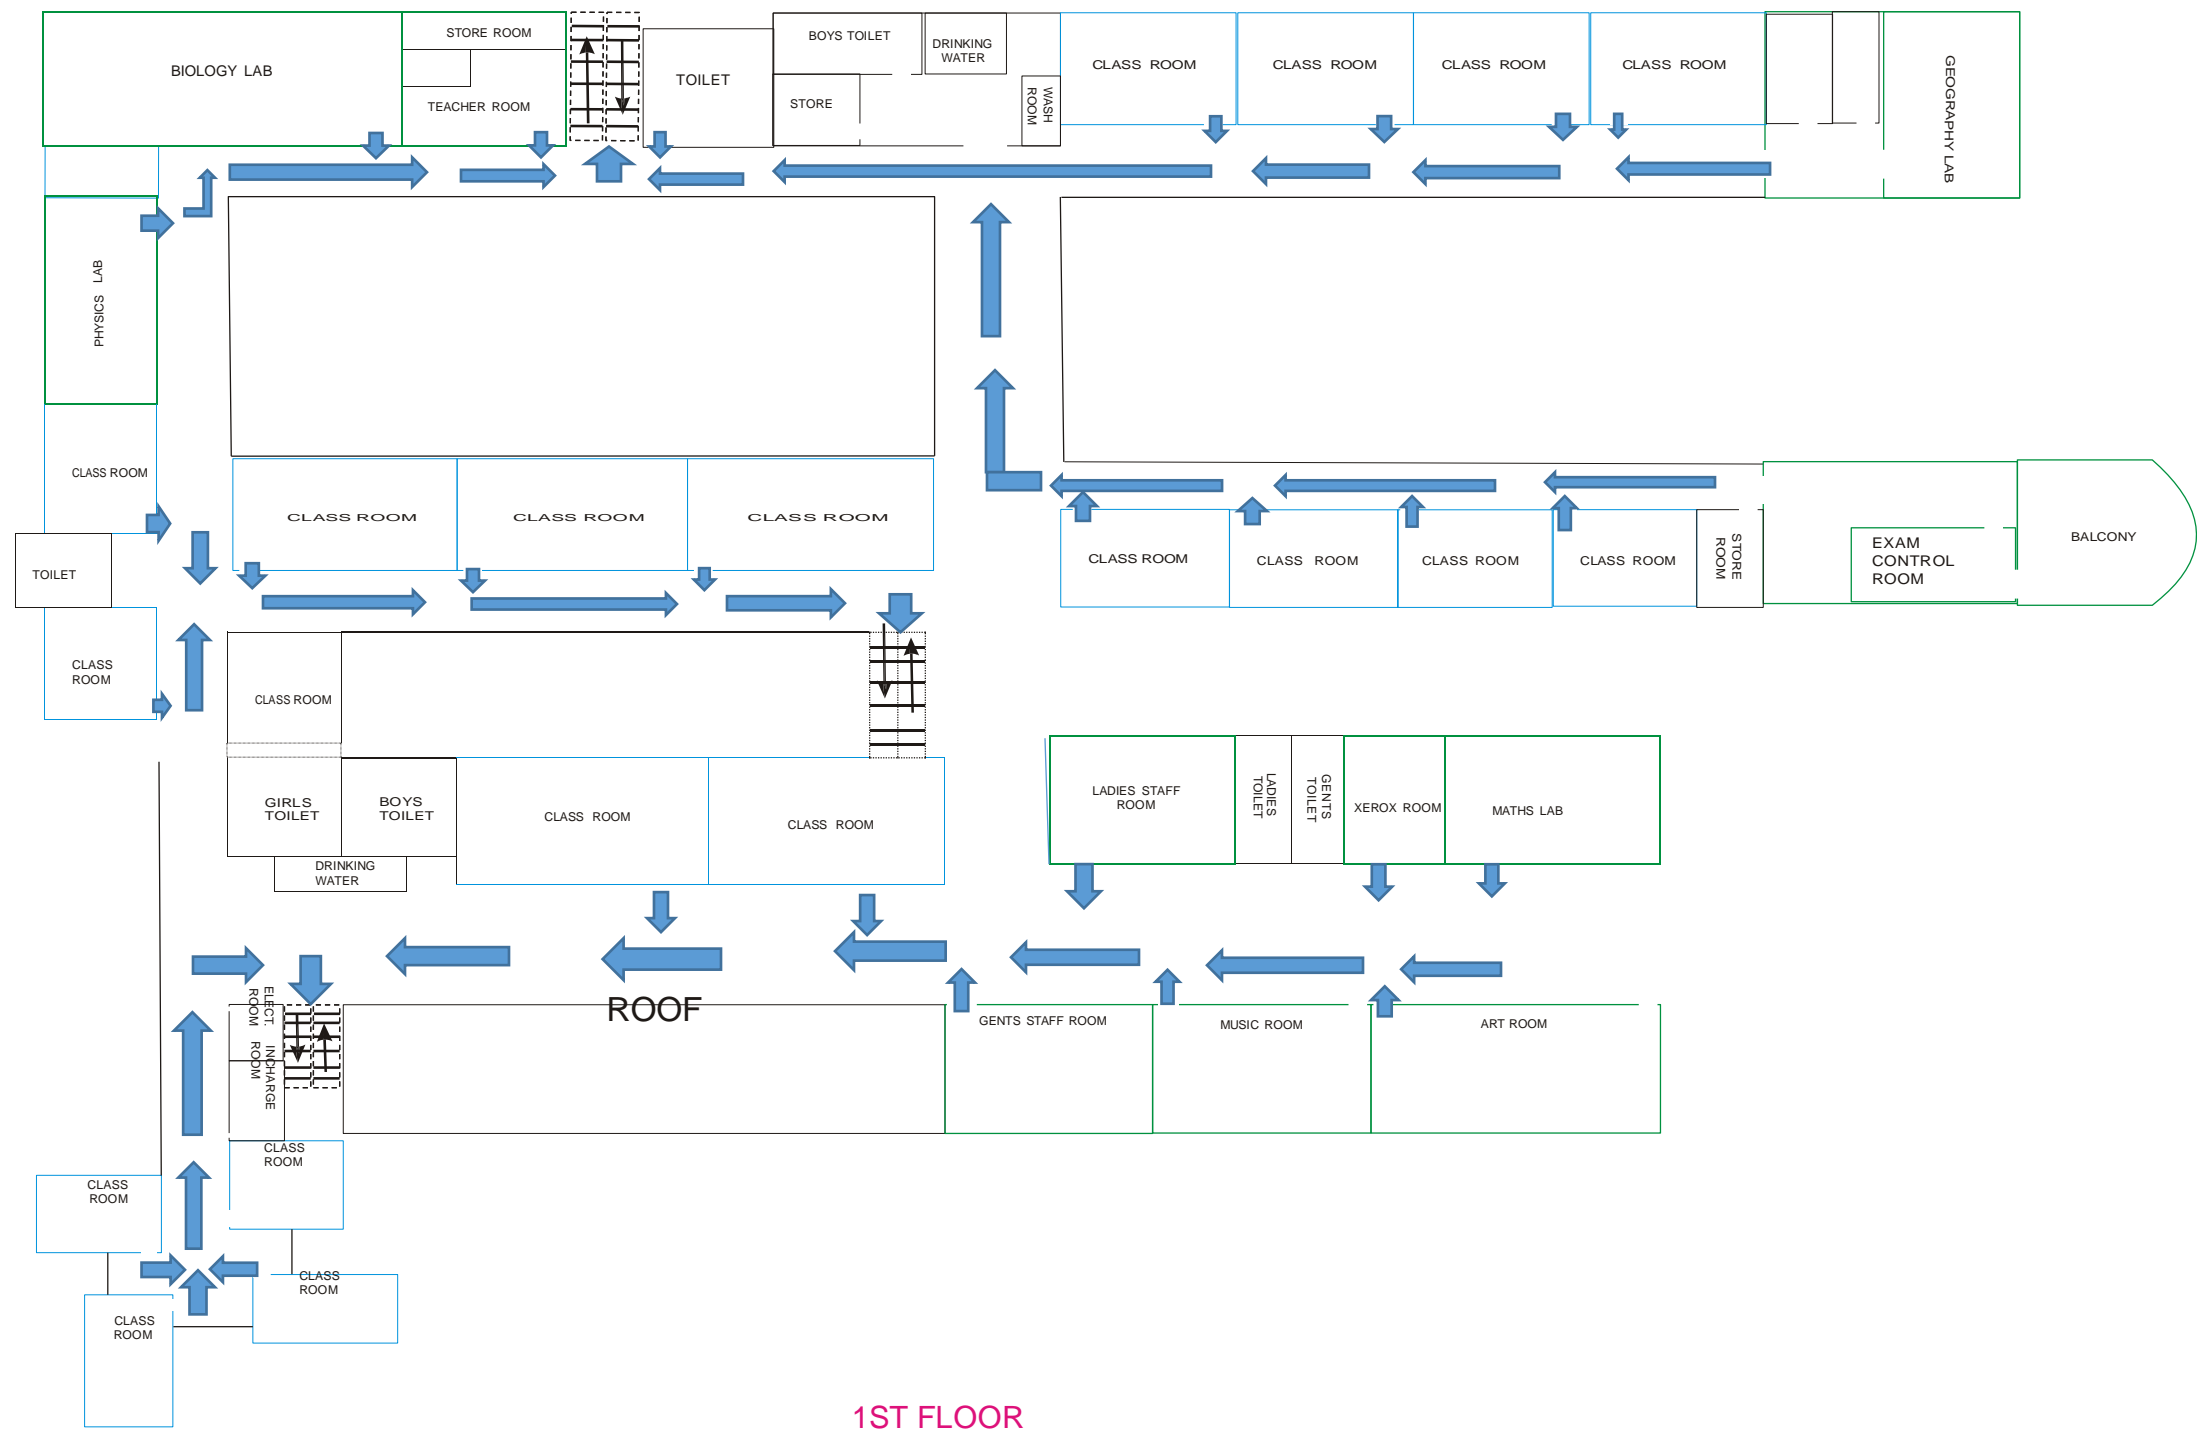 STORE ROOM
BIOLOGY LAB
TEACHER ROOM
TOILET
BOYS TOILET
DRINKING
WATER
STORE
WASH
ROOM
CLASS ROOM
CLASS ROOM
CLASS ROOM
CLASS ROOM
GEOGRAPHY LAB
PHYSICS LAB
CLASS ROOM
CLASS ROOM
CLASS ROOM
CLASS ROOM
TOILET
CLASS ROOM
CLASS ROOM
CLASS ROOM
CLASS ROOM
STORE
ROOM
EXAM
CONTROL
ROOM
BALCONY
CLASS
ROOM
CLASS ROOM
GIRLS
TOILET
BOYS
TOILET
DRINKING
WATER
CLASS ROOM
CLASS ROOM
LADIES STAFF
ROOM
LADIES
TOILET
GENTS
TOILET
XEROX ROOM
MATHS LAB
ELECT.
ROOM
INCHARGE
ROOM
ROOF
GENTS STAFF ROOM
MUSIC ROOM
ART ROOM
CLASS
ROOM
CLASS
ROOM
CLASS
ROOM
CLASS
ROOM
1ST FLOOR